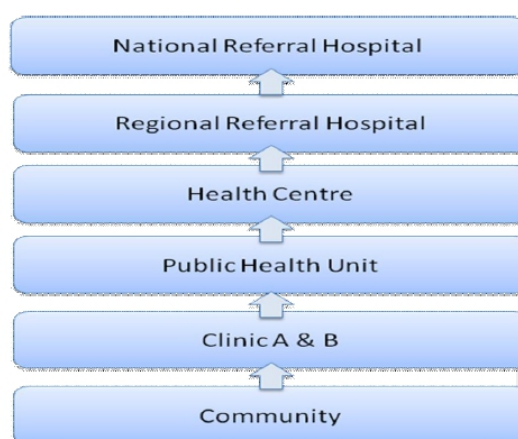 National Referral Hospital
Regional Referral Hospital
Health Centre
Public Health Unit
Clinic A & B
Community